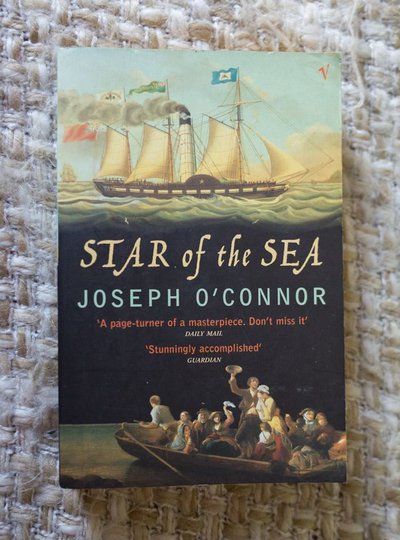 STAR of the SEA
JOSEPH O'CONNOR
'A page-turner of a masterpiece. Don't miss it'
DAILY MAIL
'Stunningly accomplished'
GUARDIAN